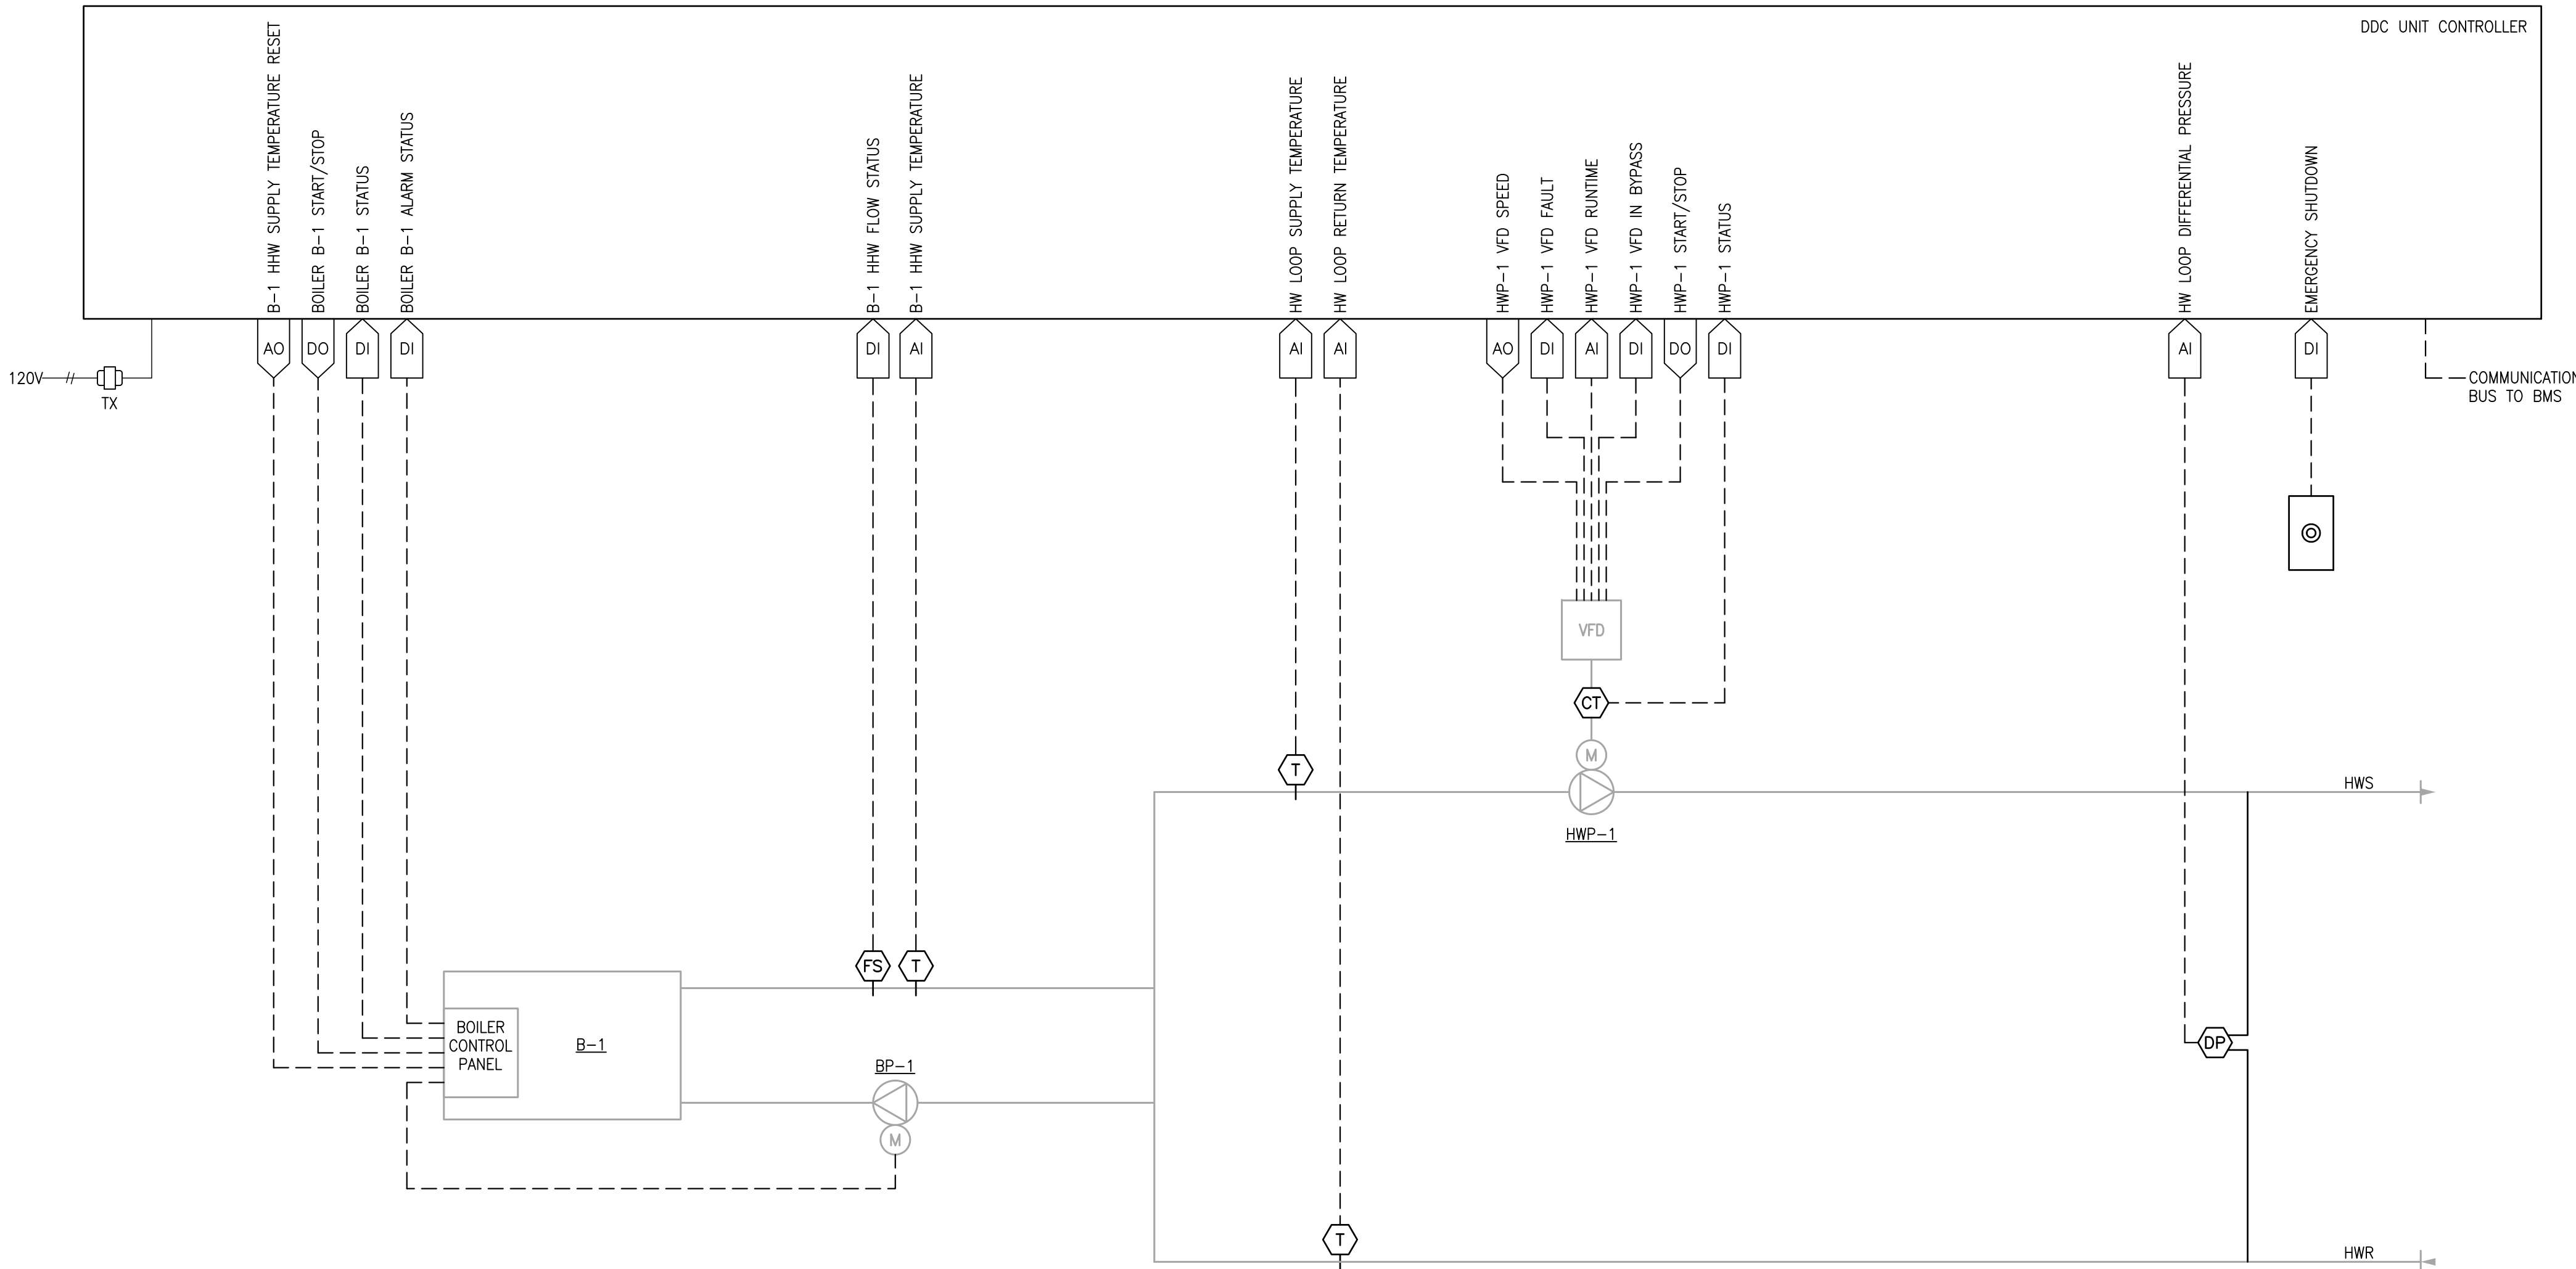 DDC UNIT CONTROLLER
B-1 HHW SUPPLY TEMPERATURE RESET
BOILER B-1 START/STOP
BOILER B-1 STATUS
BOILER B-1 ALARM STATUS
B-1 HHW FLOW STATUS
B-1 HHW SUPPLY TEMPERATURE
HW LOOP SUPPLY TEMPERATURE
HW LOOP RETURN TEMPERATURE
HWP-1 VFD SPEED
HWP-1 VFD FAULT
HWP-1 VFD RUNTIME
HWP-1 VFD IN BYPASS
HWP-1 START/STOP
HWP-1 STATUS
HW LOOP DIFFERENTIAL PRESSURE
EMERGENCY SHUTDOWN
AO
DO
DI
DI
DI
AI
AI
AI
AO
DI
AI
DI
DO
DI
AI
DI
120V
TX
COMMUNICATION
BUS TO BMS
VFD
CT
M
T
HWS
HWP-1
FS
T
BOILER
CONTROL
PANEL
B-1
DP
BP-1
M
T
HWR